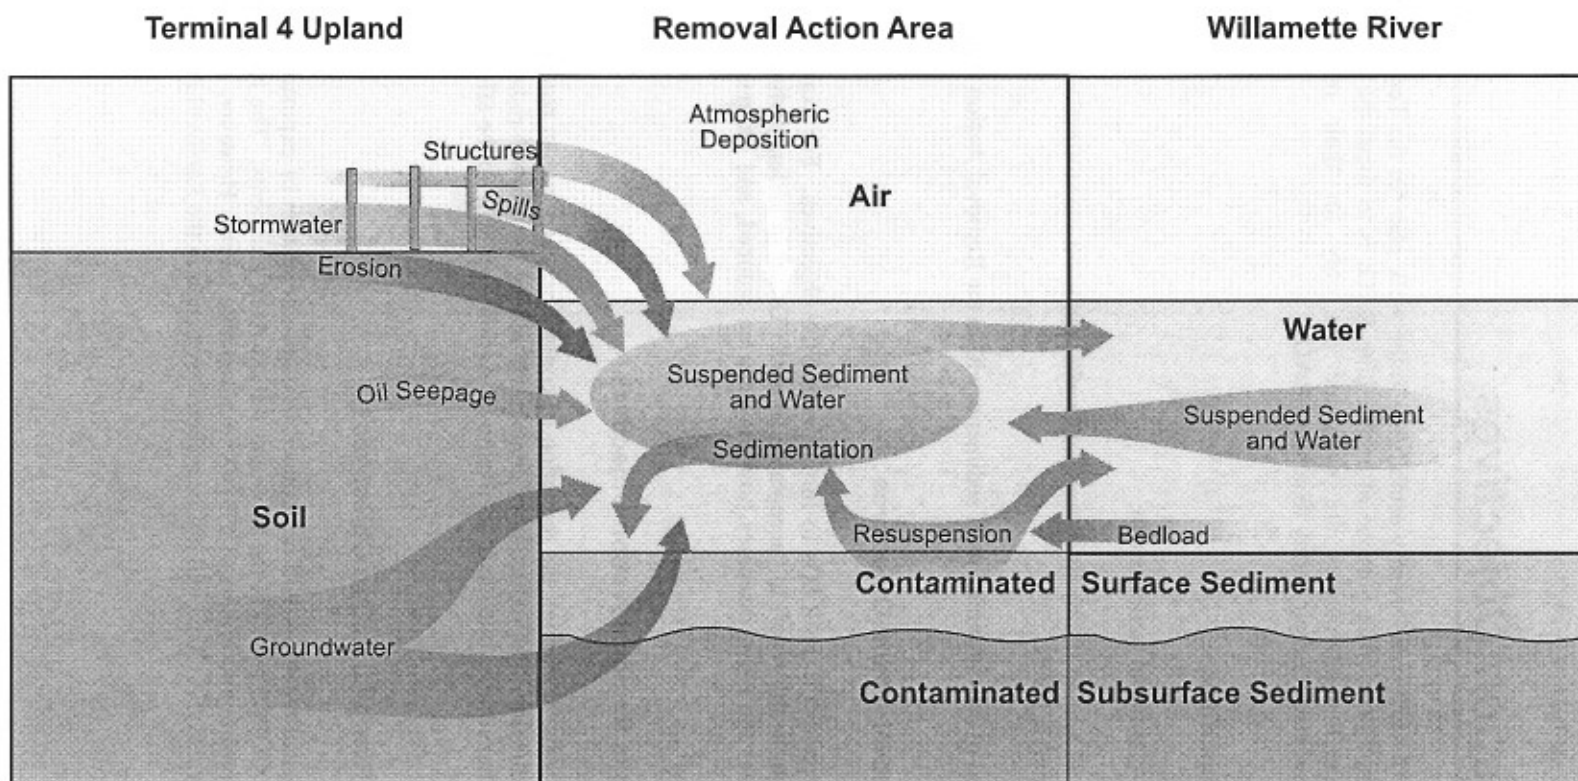 Terminal 4 Upland
Removal Action Area
Willamette River
Atmospheric
Deposition
Structures
Air
Spills
Stormwater
Erosion
Water
Suspended Sediment
and Water
Oil Seepage
Suspended Sediment
and Water
Sedimentation
Soil
Resuspension
Bedload
Contaminated Surface Sediment
Groundwater
Contaminated Subsurface Sediment